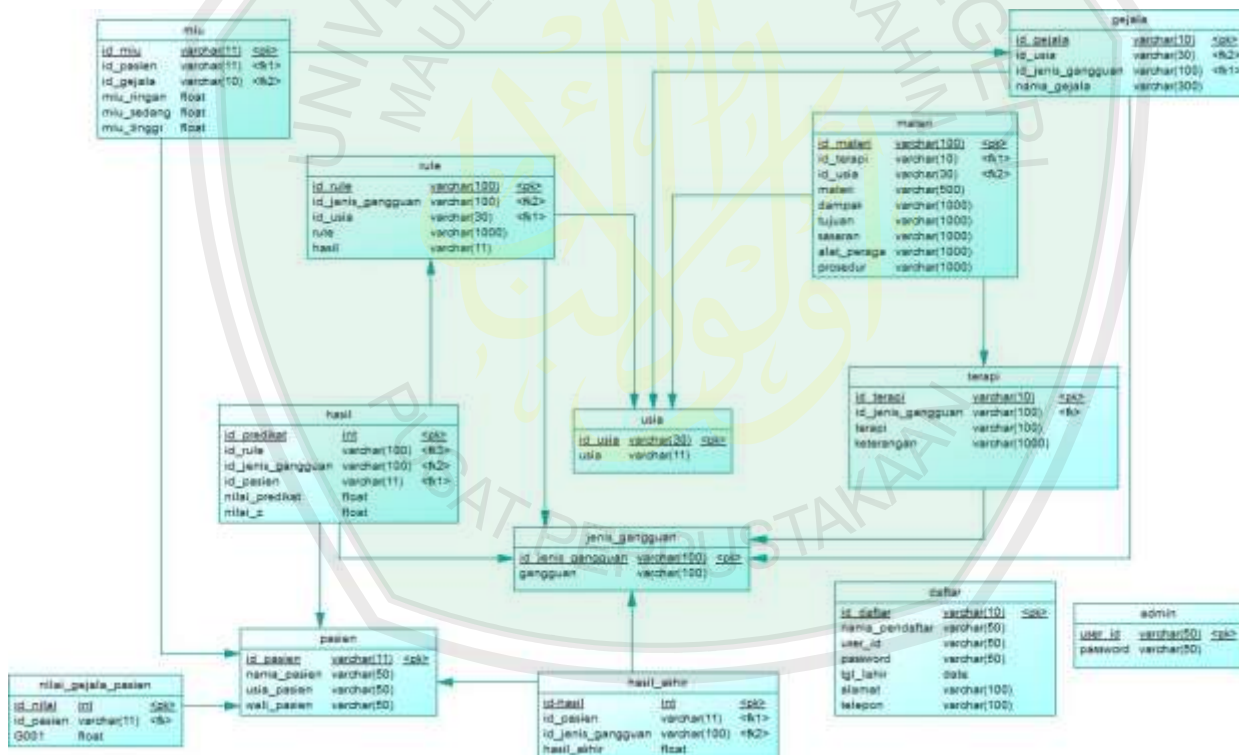 miu
id_miu varchar(11) <pk>
id_pasien varchar(11) <fk1>
id_gejala varchar(10) <fk2>
miu_ringan float
miu_sedang float
miu_tinggi float
gejala
id_gejala varchar(10) <pk>
id_usia varchar(30) <fk2>
id_jenis_gangguan varchar(100) <fk1>
nama_gejala varchar(300)
materi
id_materi varchar(100) <pk>
id_terapi varchar(10) <fk1>
id_usia varchar(30) <fk2>
materi varchar(500)
dampak varchar(1000)
tujuan varchar(1000)
sasaran varchar(1000)
alat_peraga varchar(1000)
prosedur varchar(1000)
rule
id_rule varchar(100) <pk>
id_jenis_gangguan varchar(100) <fk2>
id_usia varchar(30) <fk1>
rule varchar(1000)
hasil varchar(11)
terapi
id_terapi varchar(10) <pk>
id_jenis_gangguan varchar(100) <fk>
terapi varchar(100)
keterangan varchar(1000)
hasil
id_predikat int <pk>
id_rule varchar(100) <fk3>
id_jenis_gangguan varchar(100) <fk2>
id_pasien varchar(11) <fk1>
nilai_predikat float
nilai_z float
usia
id_usia varchar(30) <pk>
usia varchar(11)
jenis_gangguan
id_jenis_gangguan varchar(100) <pk>
gangguan varchar(100)
daftar
id_daftar varchar(10) <pk>
nama_pendaftar varchar(50)
user_id varchar(50)
password varchar(50)
tgl_lahir date
alamat varchar(100)
telepon varchar(100)
admin
user_id varchar(50) <pk>
password varchar(50)
pasien
id_pasien varchar(11) <pk>
nama_pasien varchar(50)
usia_pasien varchar(50)
wali_pasien varchar(50)
nilai_gejala_pasien
id_nilai int <pk>
id_pasien varchar(11) <fk>
G001 float
hasil_akhir
id-hasil int <pk>
id_pasien varchar(11) <fk1>
id_jenis_gangguan varchar(100) <fk2>
hasil_akhir float
PUSAT PERPUSTAKAAN